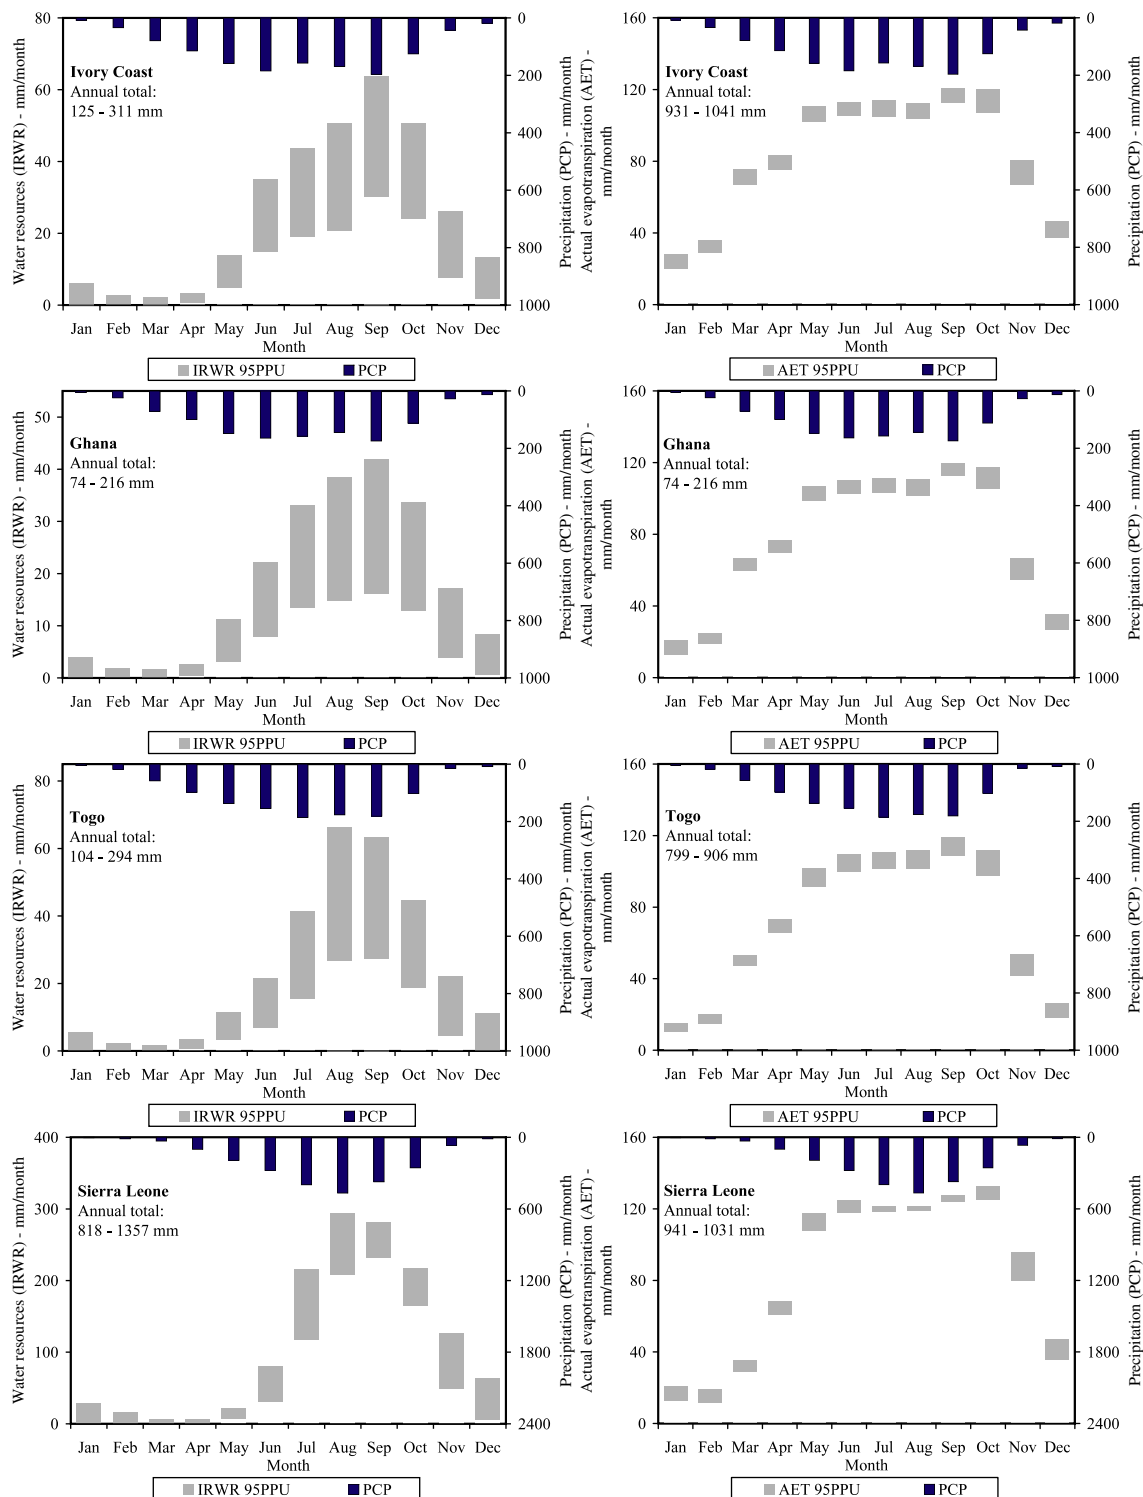 Water resources (IRWR) - mm/month
80
60
40
20
0
Ivory Coast
Annual total:
125 - 311 mm
0
200
400
600
800
1000
Precipitation (PCP) - mm/month
Jan Feb Mar Apr May Jun Jul Aug Sep Oct Nov Dec
Month
IRWR 95PPU PCP
Actual evapotranspiration (AET) -
mm/month
160
120
80
40
0
Ivory Coast
Annual total:
931 - 1041 mm
0
200
400
600
800
1000
Precipitation (PCP) - mm/month
Jan Feb Mar Apr May Jun Jul Aug Sep Oct Nov Dec
Month
AET 95PPU PCP
Water resources (IRWR) - mm/month
50
40
30
20
10
0
Ghana
Annual total:
74 - 216 mm
0
200
400
600
800
1000
Precipitation (PCP) - mm/month
Jan Feb Mar Apr May Jun Jul Aug Sep Oct Nov Dec
Month
IRWR 95PPU PCP
Actual evapotranspiration (AET) -
mm/month
160
120
80
40
0
Ghana
Annual total:
74 - 216 mm
0
200
400
600
800
1000
Precipitation (PCP) - mm/month
Jan Feb Mar Apr May Jun Jul Aug Sep Oct Nov Dec
Month
AET 95PPU PCP
Water resources (IRWR) - mm/month
80
60
40
20
0
Togo
Annual total:
104 - 294 mm
0
200
400
600
800
1000
Precipitation (PCP) - mm/month
Jan Feb Mar Apr May Jun Jul Aug Sep Oct Nov Dec
Month
IRWR 95PPU PCP
Actual evapotranspiration (AET) -
mm/month
160
120
80
40
0
Togo
Annual total:
799 - 906 mm
0
200
400
600
800
1000
Precipitation (PCP) - mm/month
Jan Feb Mar Apr May Jun Jul Aug Sep Oct Nov Dec
Month
AET 95PPU PCP
Water resources (IRWR) - mm/month
400
300
200
100
0
Sierra Leone
Annual total:
818 - 1357 mm
0
600
1200
1800
2400
Precipitation (PCP) - mm/month
Jan Feb Mar Apr May Jun Jul Aug Sep Oct Nov Dec
Month
IRWR 95PPU PCP
Actual evapotranspiration (AET) -
mm/month
160
120
80
40
0
Sierra Leone
Annual total:
941 - 1031 mm
0
600
1200
1800
2400
Precipitation (PCP) - mm/month
Jan Feb Mar Apr May Jun Jul Aug Sep Oct Nov Dec
Month
AET 95PPU PCP